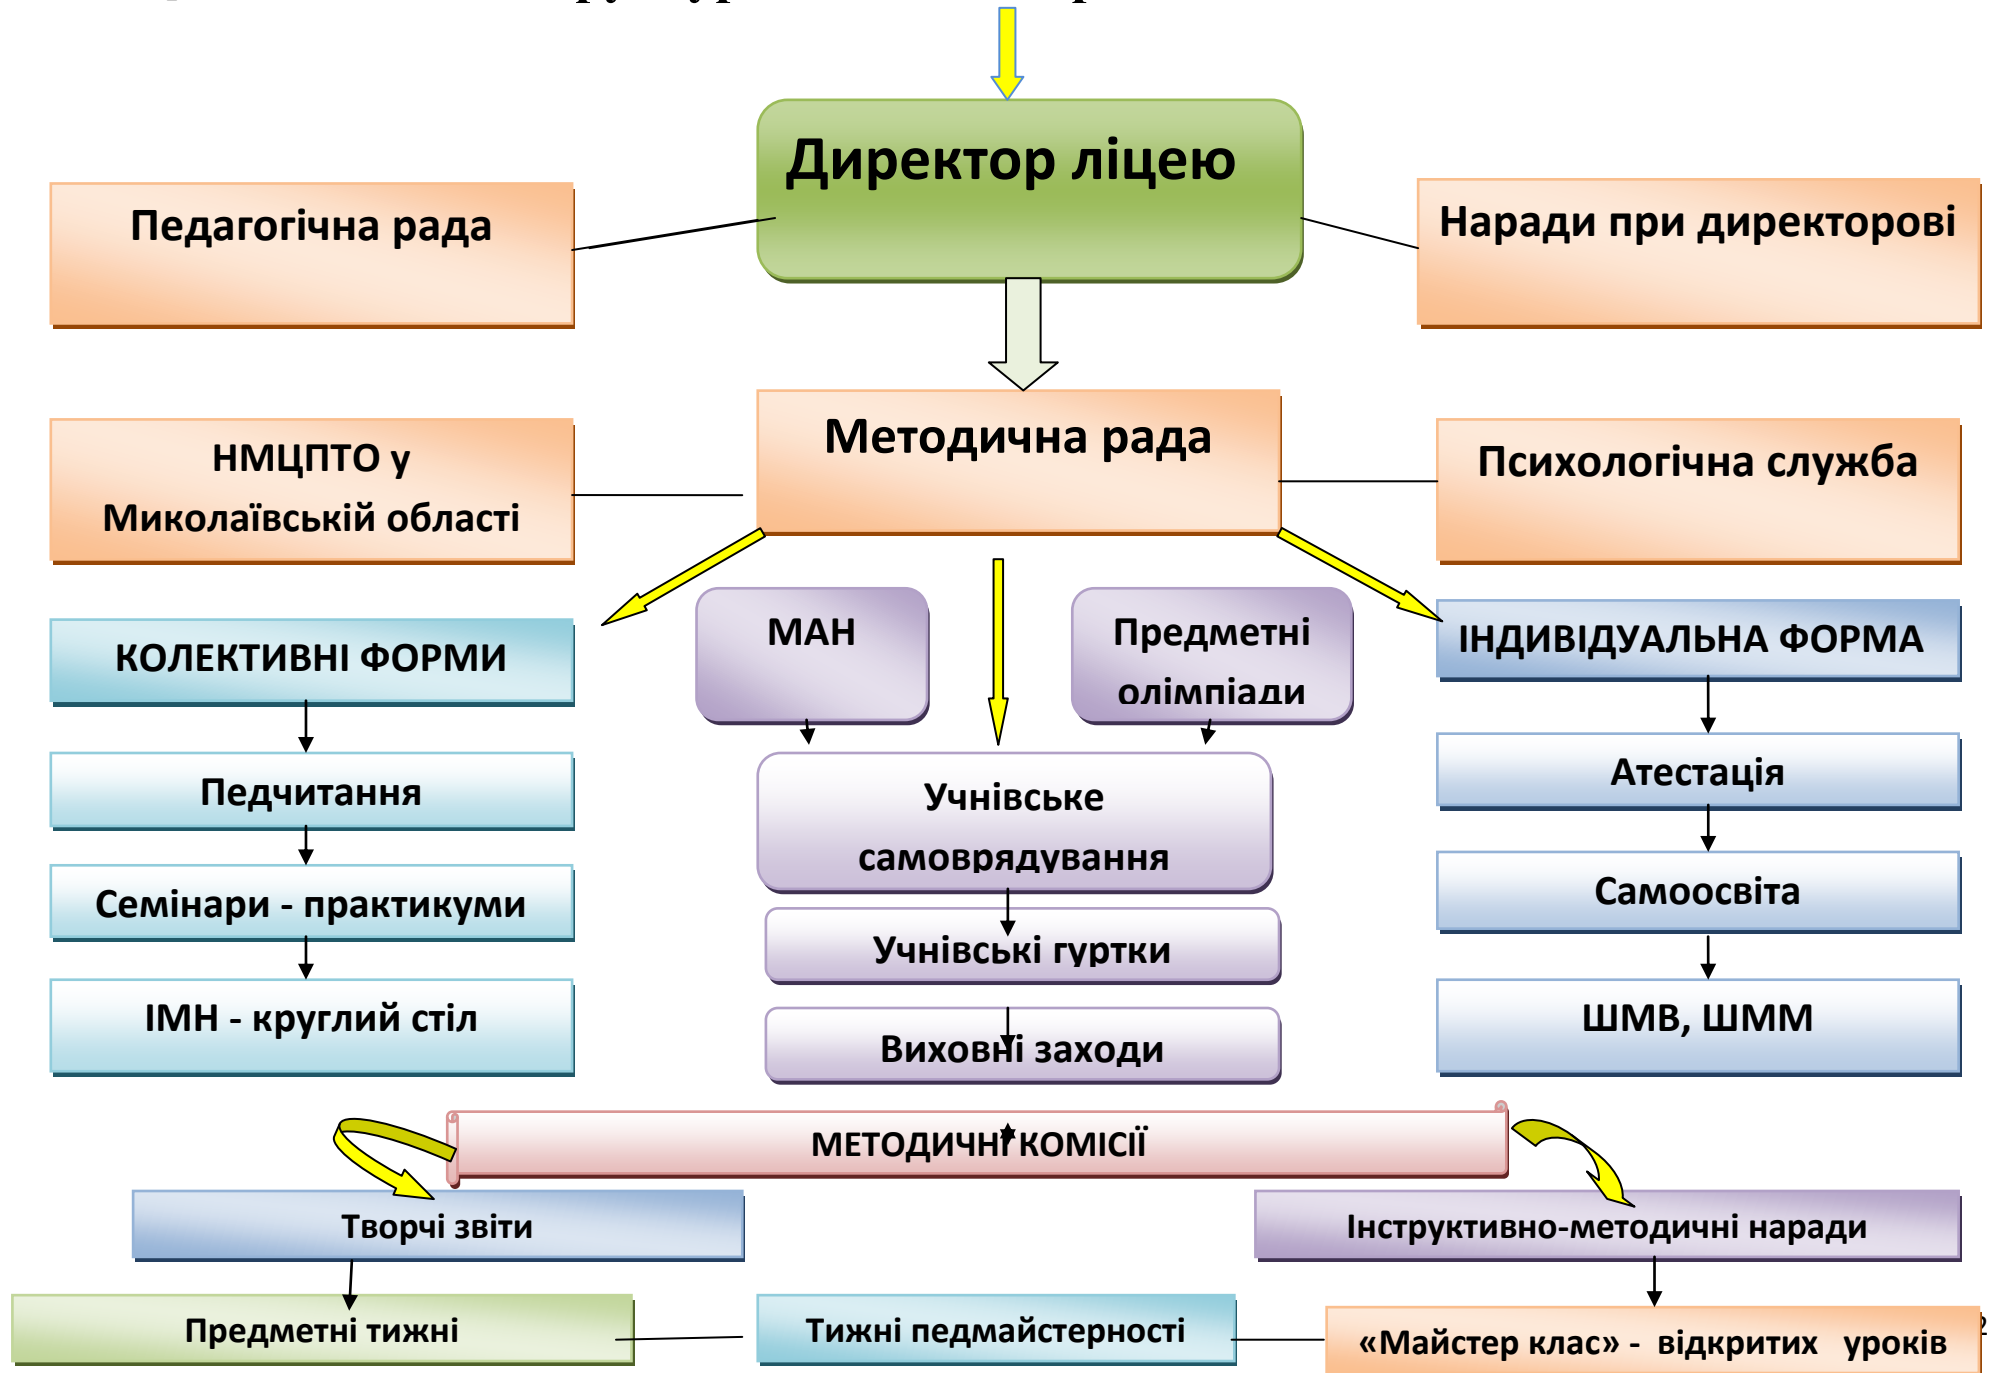 Директор ліцею
Педагогічна рада
Наради при директорові
Методична рада
НМЦПТО у
Миколаївській області
Психологічна служба
МАН
Предметні
олімпіади
КОЛЕКТИВНІ ФОРМИ
ІНДИВІДУАЛЬНА ФОРМА
Педчитання
Учнівське
самоврядування
Атестація
Семінари - практикуми
Самоосвіта
Учнівські гуртки
ІМН - круглий стіл
ШМВ, ШММ
Виховні заходи
МЕТОДИЧНІ КОМІСІЇ
Творчі звіти
Інструктивно-методичні наради
Предметні тижні
Тижні педмайстерності
«Майстер клас» - відкритих уроків
2